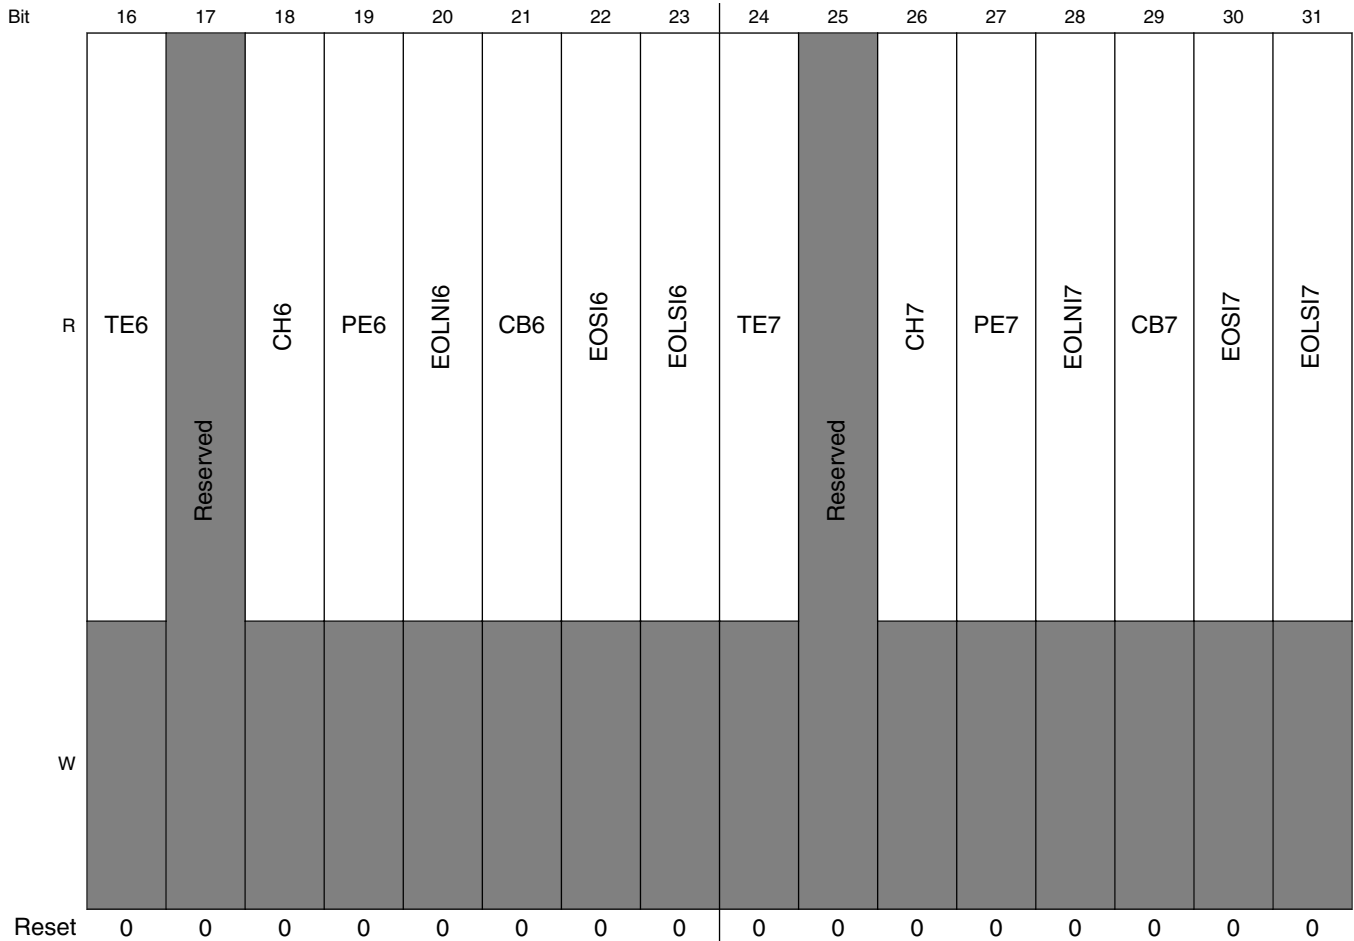 Bit 16 17 18 19 20 21 22 23 24 25 26 27 28 29 30 31
R TE6 Reserved CH6 PE6 EOLNI6 CB6 EOSI6 EOLSI6 TE7 Reserved CH7 PE7 EOLNI7 CB7 EOSI7 EOLSI7
W
Reset 0 0 0 0 0 0 0 0 0 0 0 0 0 0 0 0